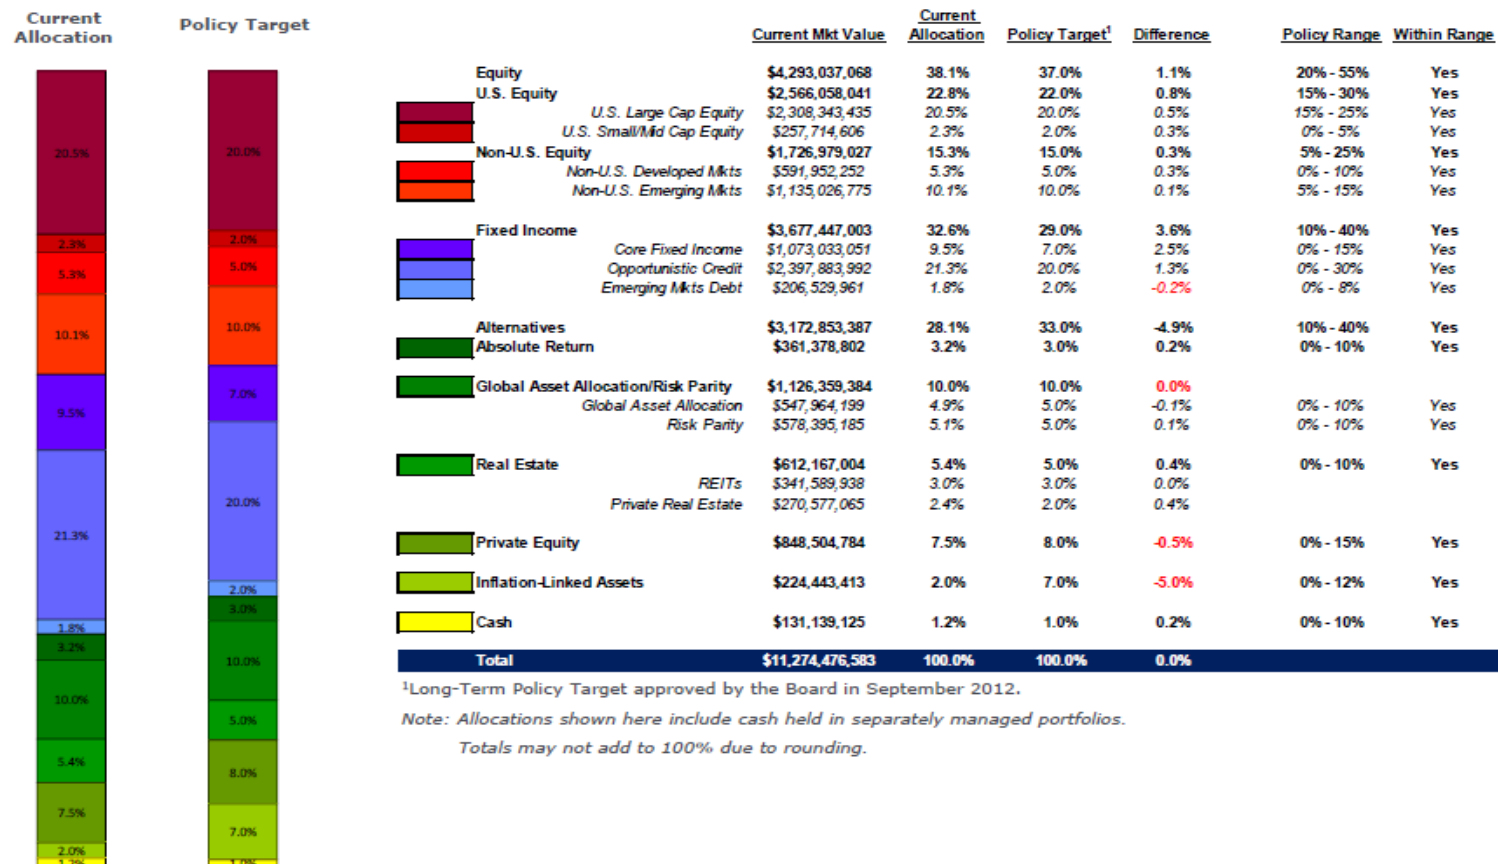 Current
Allocation
Policy Target
20.5%
2.3%
5.3%
10.1%
9.5%
21.3%
1.8%
3.2%
10.0%
5.4%
7.5%
2.0%
1.2%
20.0%
2.0%
5.0%
10.0%
7.0%
20.0%
2.0%
3.0%
10.0%
5.0%
8.0%
7.0%
1.0%
Current
Current Mkt Value Allocation Policy Target¹ Difference Policy Range Within Range
Equity $4,293,037,068 38.1% 37.0% 1.1% 20% - 55% Yes
U.S. Equity $2,566,058,041 22.8% 22.0% 0.8% 15% - 30% Yes
U.S. Large Cap Equity $2,308,343,435 20.5% 20.0% 0.5% 15% - 25% Yes
U.S. Small/Mid Cap Equity $257,714,606 2.3% 2.0% 0.3% 0% - 5% Yes
Non-U.S. Equity $1,726,979,027 15.3% 15.0% 0.3% 5% - 25% Yes
Non-U.S. Developed Mkts $591,952,252 5.3% 5.0% 0.3% 0% - 10% Yes
Non-U.S. Emerging Mkts $1,135,026,775 10.1% 10.0% 0.1% 5% - 15% Yes
Fixed Income $3,677,447,003 32.6% 29.0% 3.6% 10% - 40% Yes
Core Fixed Income $1,073,033,051 9.5% 7.0% 2.5% 0% - 15% Yes
Opportunistic Credit $2,397,883,992 21.3% 20.0% 1.3% 0% - 30% Yes
Emerging Mkts Debt $206,529,961 1.8% 2.0% -0.2% 0% - 8% Yes
Alternatives $3,172,853,387 28.1% 33.0% -4.9% 10% - 40% Yes
Absolute Return $361,378,802 3.2% 3.0% 0.2% 0% - 10% Yes
Global Asset Allocation/Risk Parity $1,126,359,384 10.0% 10.0% 0.0%
Global Asset Allocation $547,964,199 4.9% 5.0% -0.1% 0% - 10% Yes
Risk Parity $578,395,185 5.1% 5.0% 0.1% 0% - 10% Yes
Real Estate $612,167,004 5.4% 5.0% 0.4% 0% - 10% Yes
REITs $341,589,938 3.0% 3.0% 0.0%
Private Real Estate $270,577,065 2.4% 2.0% 0.4%
Private Equity $848,504,784 7.5% 8.0% -0.5% 0% - 15% Yes
Inflation-Linked Assets $224,443,413 2.0% 7.0% -5.0% 0% - 12% Yes
Cash $131,139,125 1.2% 1.0% 0.2% 0% - 10% Yes
Total $11,274,476,583 100.0% 100.0% 0.0%
¹Long-Term Policy Target approved by the Board in September 2012.
Note: Allocations shown here include cash held in separately managed portfolios.
Totals may not add to 100% due to rounding.